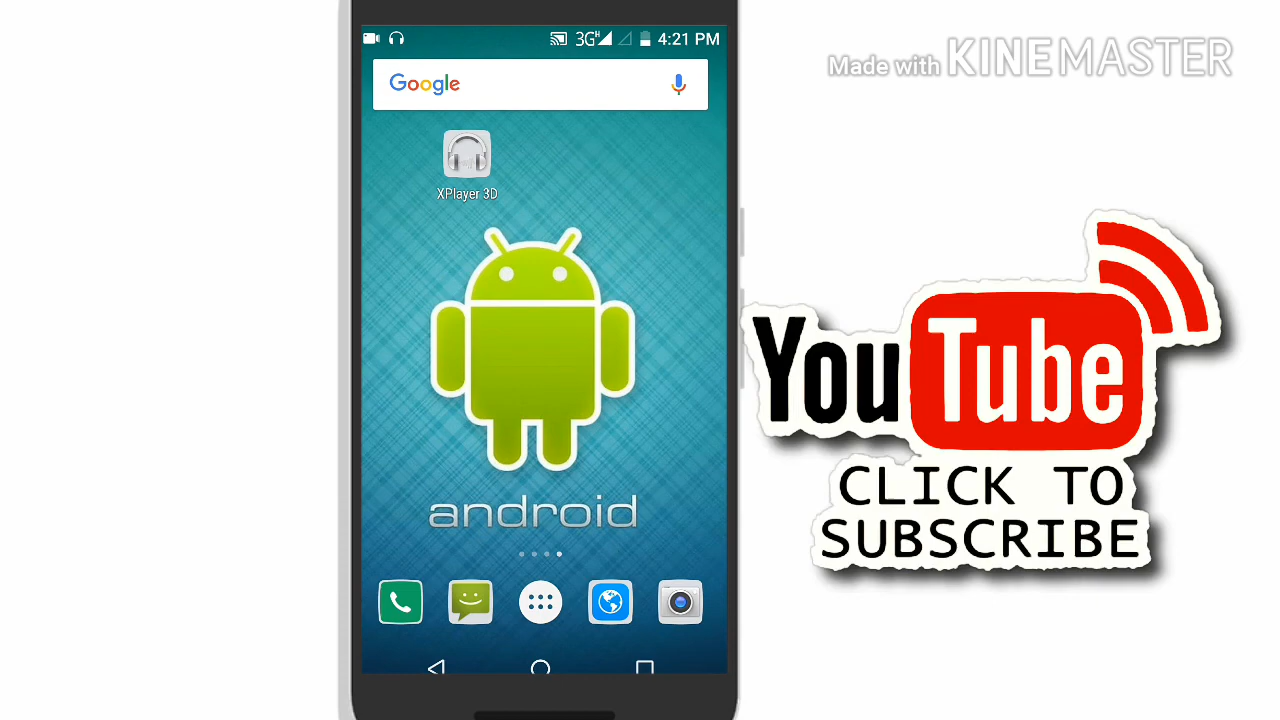 3G H 4:21 PM
Made with KINEMASTER
Google
XPlayer 3D
YouTube
android
CLICK TO
SUBSCRIBE